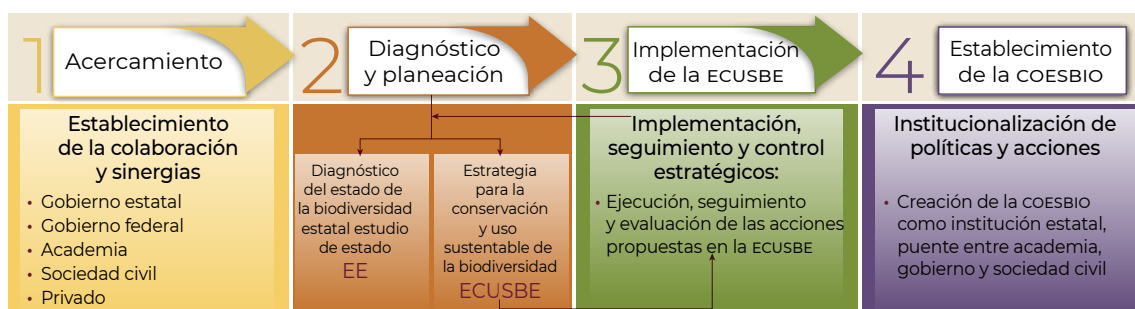 1
Acercamiento
Establecimiento
de la colaboración
y sinergias
• Gobierno estatal
• Gobierno federal
• Academia
• Sociedad civil
• Privado
2
Diagnóstico
y planeación
Diagnóstico
del estado de
la biodiversidad
estatal estudio
de estado
EE
Estrategia
para la
conservación
y uso
sustentable de
la biodiversidad
ECUSBE
3
Implementación
de la ECUSBE
Implementación,
seguimiento y control
estratégicos:
• Ejecución, seguimiento
y evaluación de las acciones
propuestas en la ECUSBE
4
Establecimiento
de la COESBIO
Institucionalización de
políticas y acciones
• Creación de la COESBIO
como institución estatal,
puente entre academia,
gobierno y sociedad civil